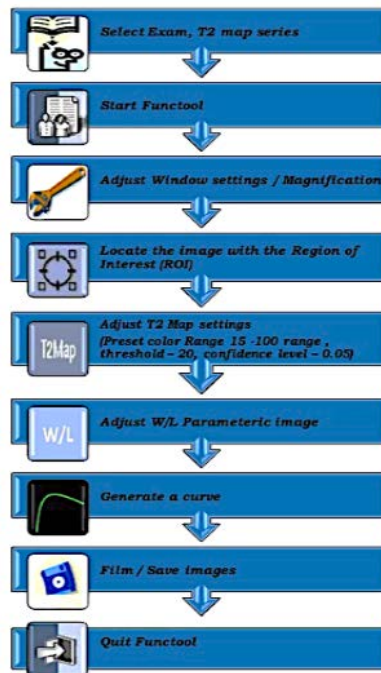 Select Exam, T2 map series
Start Functool
Adjust Window settings / Magnification
Locate the image with the Region of
Interest (ROI)
T2Map
Adjust T2 Map settings
(Preset color Range 15 -100 range ,
threshold – 20, confidence level – 0.05)
W/L
Adjust W/L Parameteric image
Generate a curve
Film / Save images
Quit Functool